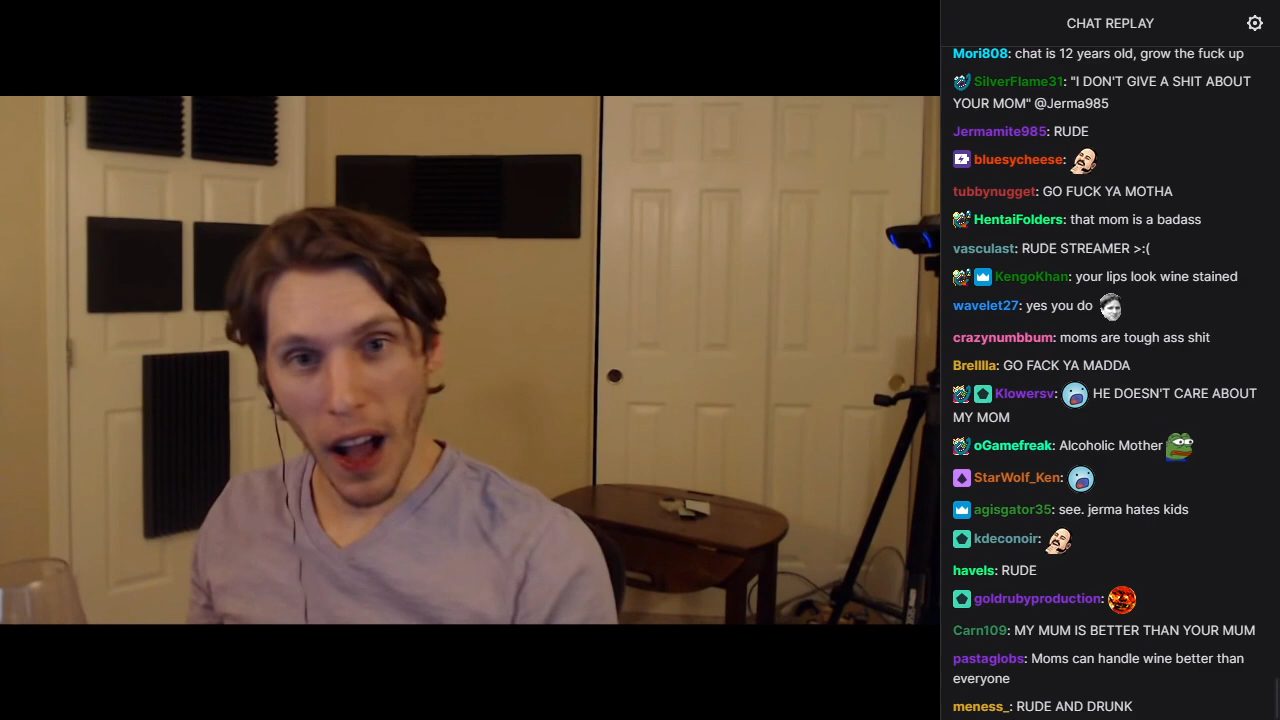 CHAT REPLAY
Mori808: chat is 12 years old, grow the fuck up
SilverFlame31: "I DON'T GIVE A SHIT ABOUT
YOUR MOM" @Jerma985
Jermamite985: RUDE
bluesycheese:
tubbynugget: GO FUCK YA MOTHA
HentaiFolders: that mom is a badass
vasculast: RUDE STREAMER >:(
KengoKhan: your lips look wine stained
wavelet27: yes you do
crazynumbbum: moms are tough ass shit
Brelllla: GO FACK YA MADDA
Klowersv: HE DOESN'T CARE ABOUT
MY MOM
oGamefreak: Alcoholic Mother
StarWolf_Ken:
agisgator35: see. jerma hates kids
kdeconoir:
havels: RUDE
goldrubyproduction:
Carn109: MY MUM IS BETTER THAN YOUR MUM
pastaglobs: Moms can handle wine better than
everyone
meness_: RUDE AND DRUNK